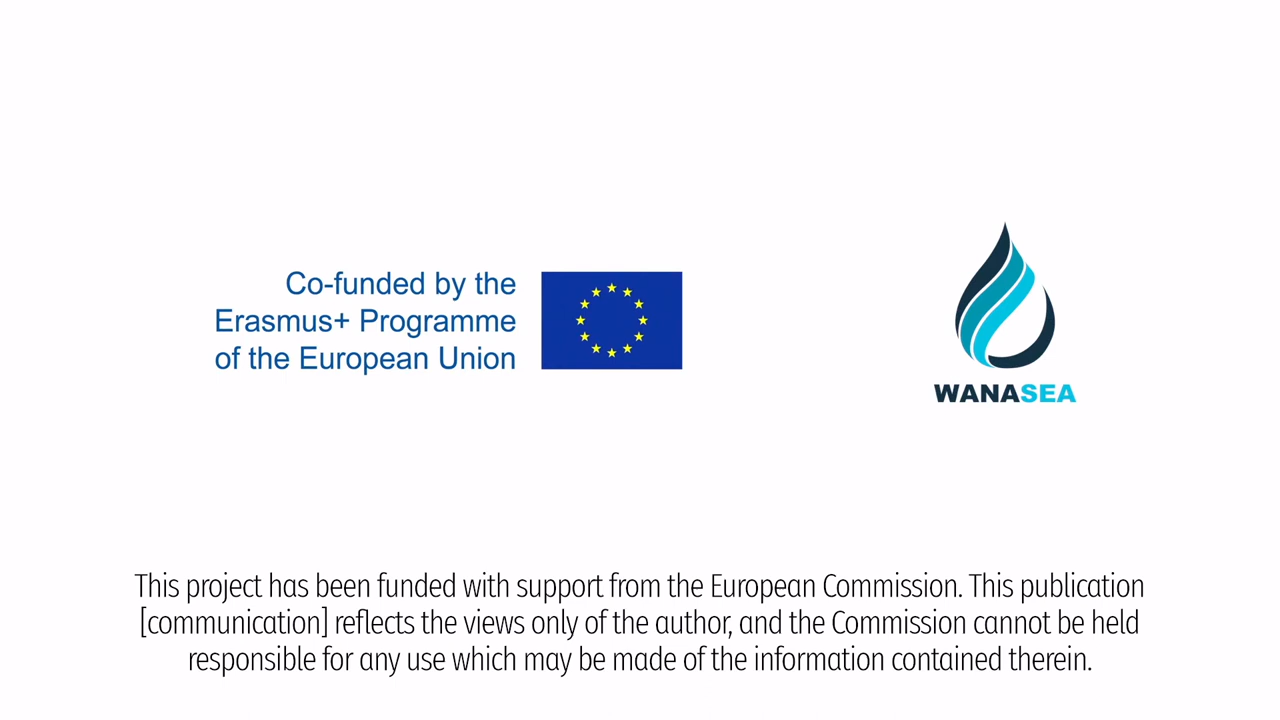 Co-funded by the
Erasmus+ Programme
of the European Union
WANASEA
This project has been funded with support from the European Commission. This publication
[communication] reflects the views only of the author, and the Commission cannot be held
responsible for any use which may be made of the information contained therein.